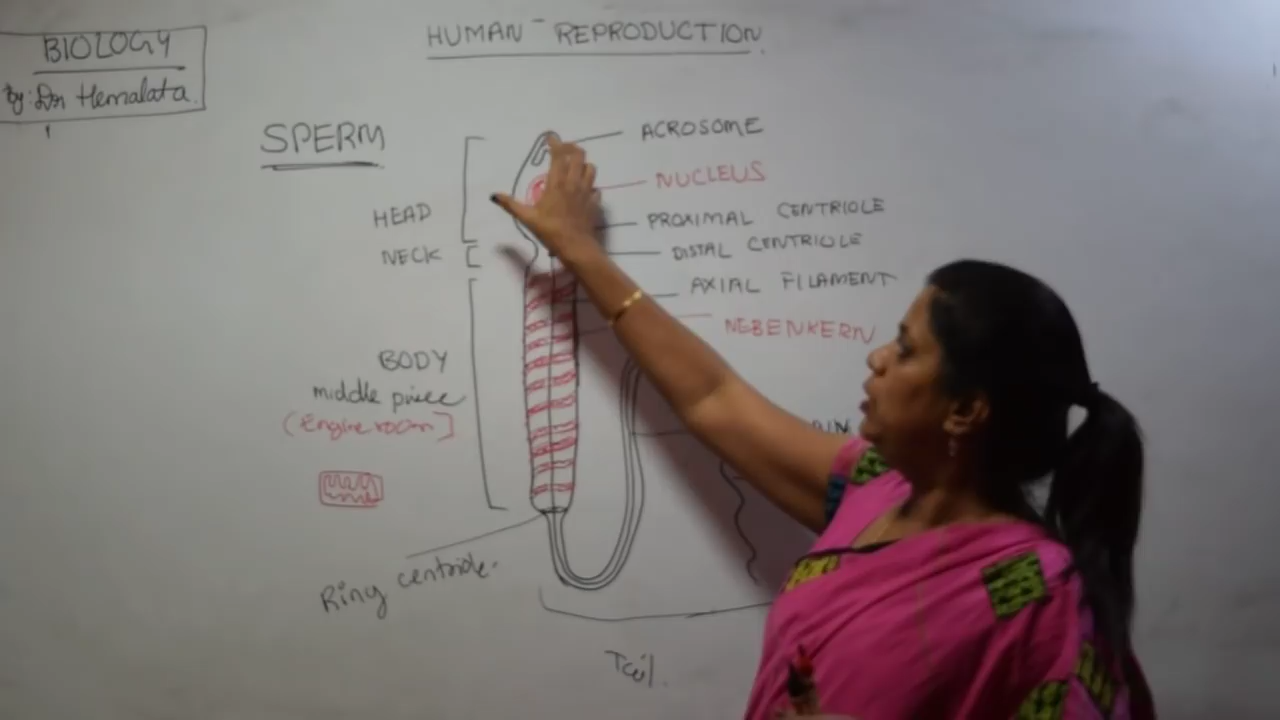 BIOLOGY
By: Dr Hemalata.
HUMAN - REPRODUCTION
SPERM
ACROSOME
NUCLEUS
HEAD
PROXIMAL CENTRIOLE
NECK
DISTAL CENTRIOLE
AXIAL FILAMENT
NEBENKERN
BODY
middle piece
(Engine room)
Ring centriole.
Tail.